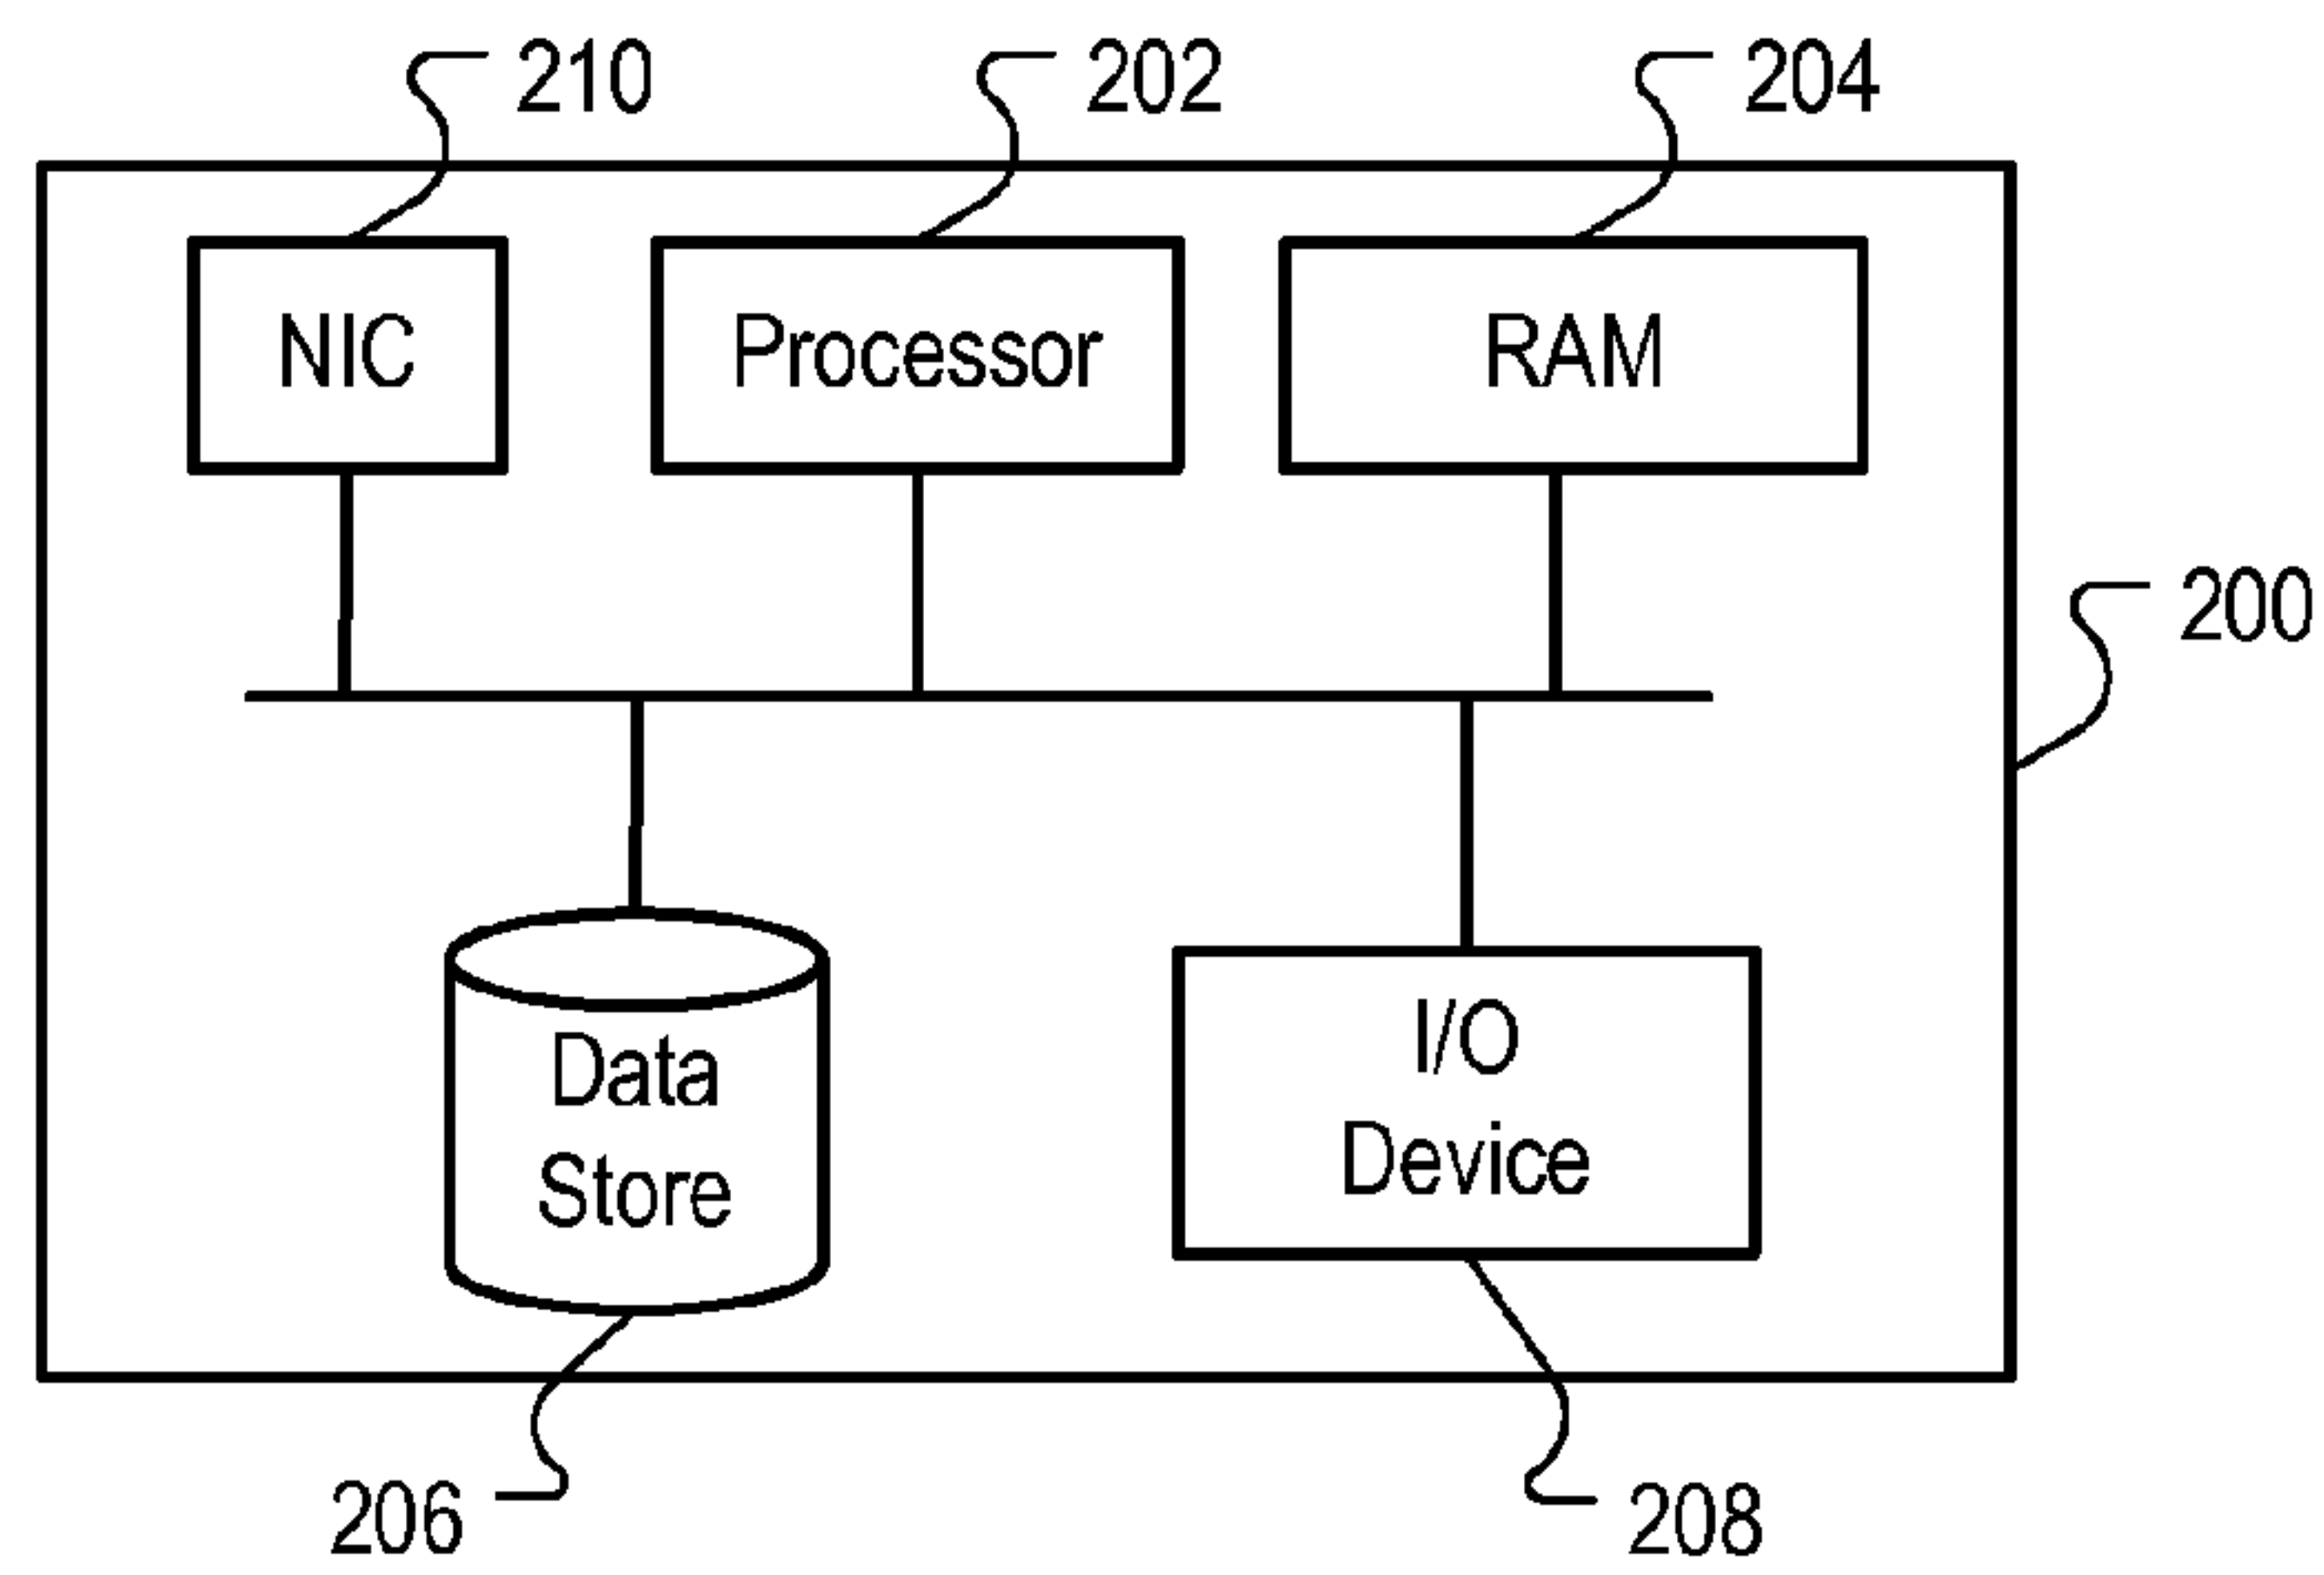 210
202
204
NIC
Processor
RAM
200
Data
Store
I/O
Device
206
208